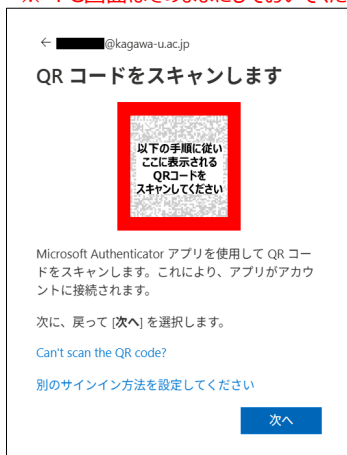 ← @kagawa-u.ac.jp
QR コードをスキャンします
以下の手順に従い
ここに表示される
QRコードを
スキャンしてください
Microsoft Authenticator アプリを使用して QR コー
ドをスキャンします。これにより、アプリがアカウ
ントに接続されます。
次に、戻って [次へ] を選択します。
Can't scan the QR code?
別のサインイン方法を設定してください
次へ